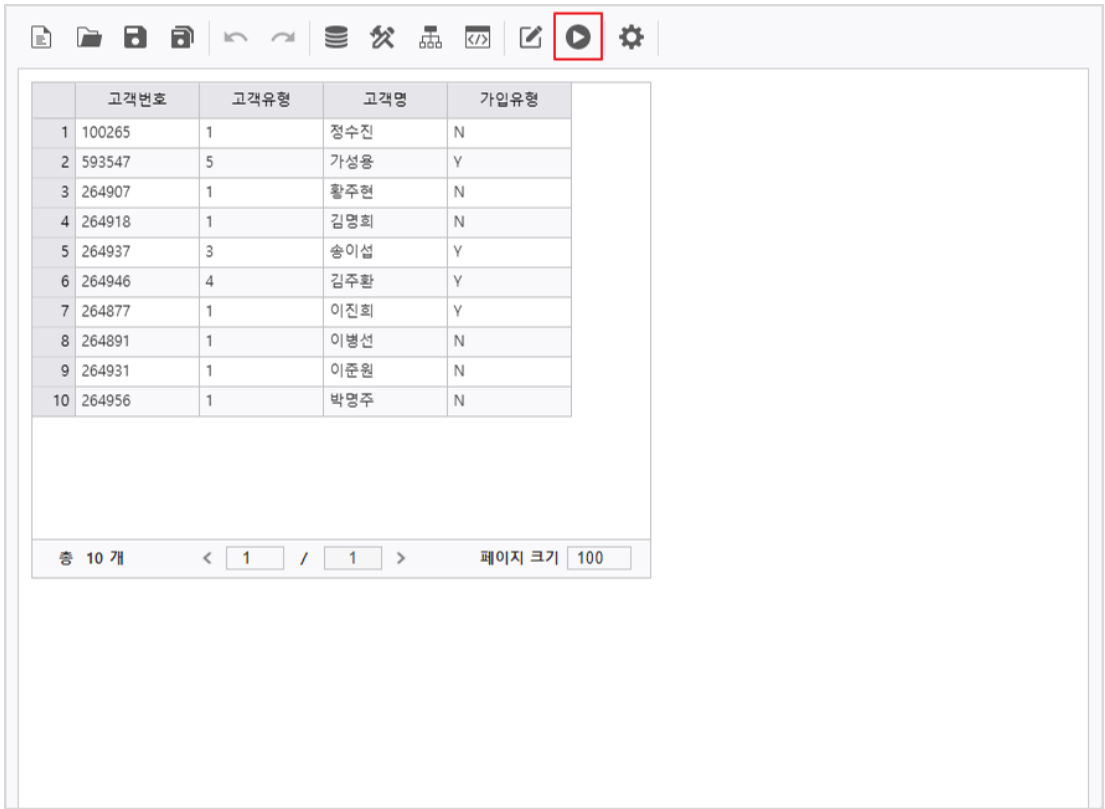 고객번호 고객유형 고객명 가입유형
1 100265 1 정수진 N
2 593547 5 가성용 Y
3 264907 1 황주현 N
4 264918 1 김명희 N
5 264937 3 송이섭 Y
6 264946 4 김주환 Y
7 264877 1 이진희 Y
8 264891 1 이병선 N
9 264931 1 이준원 N
10 264956 1 박명주 N
총 10 개 < 1 / 1 > 페이지 크기 100